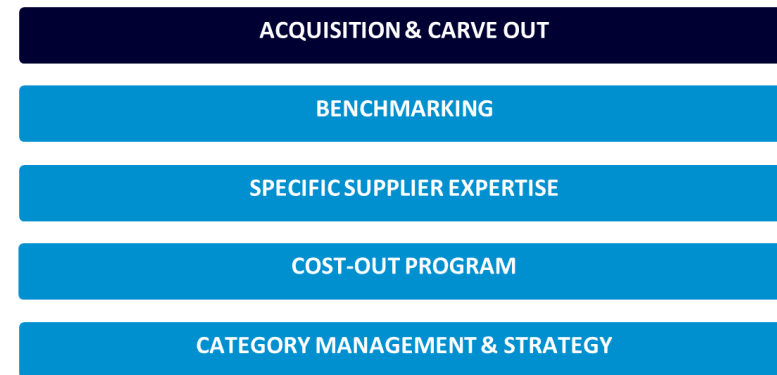 ACQUISITION & CARVE OUT
BENCHMARKING
SPECIFIC SUPPLIER EXPERTISE
COST-OUT PROGRAM
CATEGORY MANAGEMENT & STRATEGY